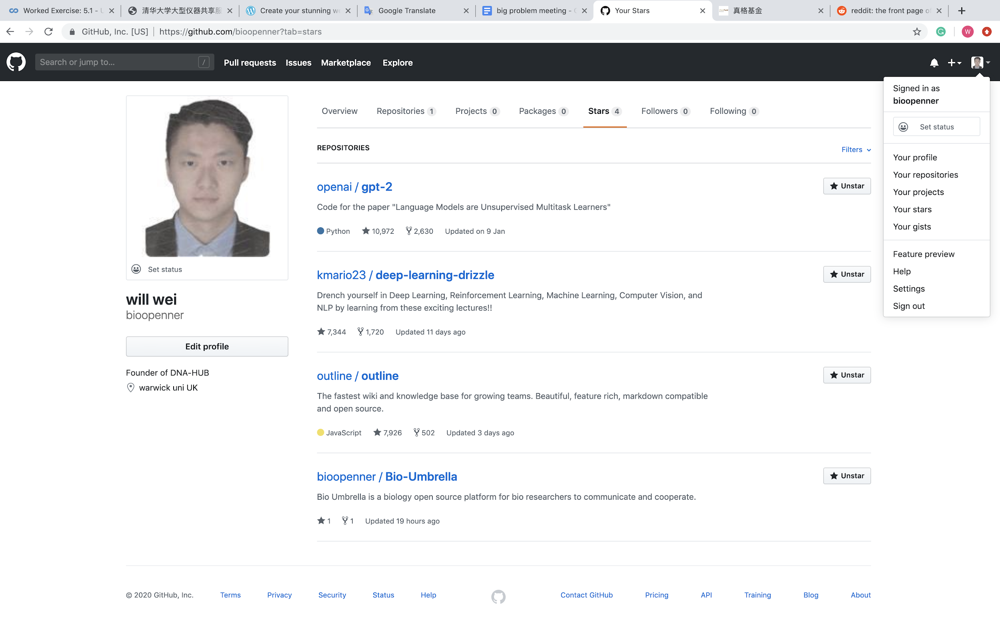 Worked Exercise: 5.1 -
清华大学大型仪器共享服
Create your stunning we
Google Translate
big problem meeting -
Your Stars
真格基金
reddit: the front page of
GitHub, Inc. [US]
https://github.com/bioopenner?tab=stars
W
Search or jump to...
/
Pull requests
Issues
Marketplace
Explore
Signed in as
bioopenner
Set status
Your profile
Your repositories
Your projects
Your stars
Your gists
Feature preview
Help
Settings
Sign out
Set status
will wei
bioopenner
Edit profile
Founder of DNA-HUB
warwick uni UK
Overview
Repositories 1
Projects 0
Packages 0
Stars 4
Followers 0
Following 0
REPOSITORIES
Filters
openai / gpt-2
Unstar
Code for the paper "Language Models are Unsupervised Multitask Learners"
Python 10,972 2,630 Updated on 9 Jan
kmario23 / deep-learning-drizzle
Unstar
Drench yourself in Deep Learning, Reinforcement Learning, Machine Learning, Computer Vision, and
NLP by learning from these exciting lectures!!
7,344 1,720 Updated 11 days ago
outline / outline
Unstar
The fastest wiki and knowledge base for growing teams. Beautiful, feature rich, markdown compatible
and open source.
JavaScript 7,926 502 Updated 3 days ago
bioopenner / Bio-Umbrella
Unstar
Bio Umbrella is a biology open source platform for bio researchers to communicate and cooperate.
1 1 Updated 19 hours ago
© 2020 GitHub, Inc.
Terms
Privacy
Security
Status
Help
Contact GitHub
Pricing
API
Training
Blog
About